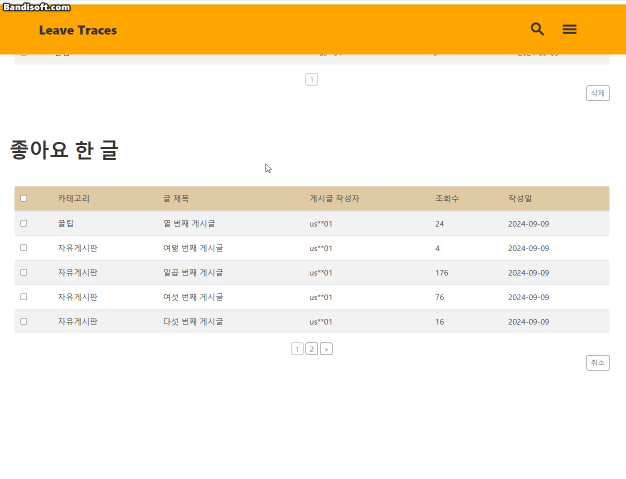 Bandisoft.com
Leave Traces
1
삭제
좋아요 한 글
카테고리 글 제목 게시글 작성자 조회수 작성일
꿀팁 열 번째 게시글 us**01 24 2024-09-09
자유게시판 여덟 번째 게시글 us**01 4 2024-09-09
자유게시판 일곱 번째 게시글 us**01 176 2024-09-09
자유게시판 여섯 번째 게시글 us**01 76 2024-09-09
자유게시판 다섯 번째 게시글 us**01 16 2024-09-09
1 2 >
취소